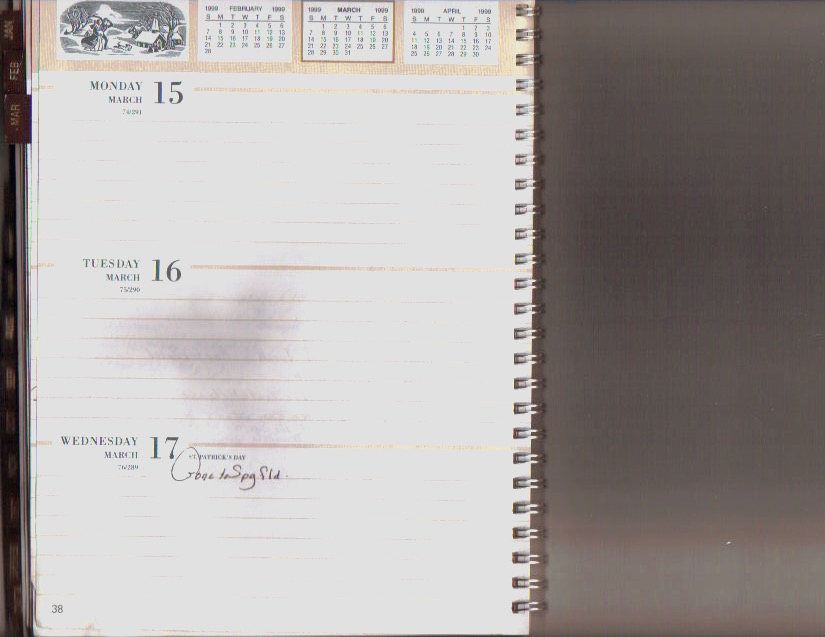 JAN
FEB
MAR
1999 FEBRUARY 1999
S M T W T F S
1 2 3 4 5 6
7 8 9 10 11 12 13
14 15 16 17 18 19 20
21 22 23 24 25 26 27
28
1999 MARCH 1999
S M T W T F S
1 2 3 4 5 6
7 8 9 10 11 12 13
14 15 16 17 18 19 20
21 22 23 24 25 26 27
28 29 30 31
1999 APRIL 1999
S M T W T F S
1 2 3
4 5 6 7 8 9 10
11 12 13 14 15 16 17
18 19 20 21 22 23 24
25 26 27 28 29 30
MONDAY 15
MARCH
74/291
TUESDAY 16
MARCH
75/290
WEDNESDAY 17
MARCH ST. PATRICK'S DAY
76/289
Gone to Spgfld.
38